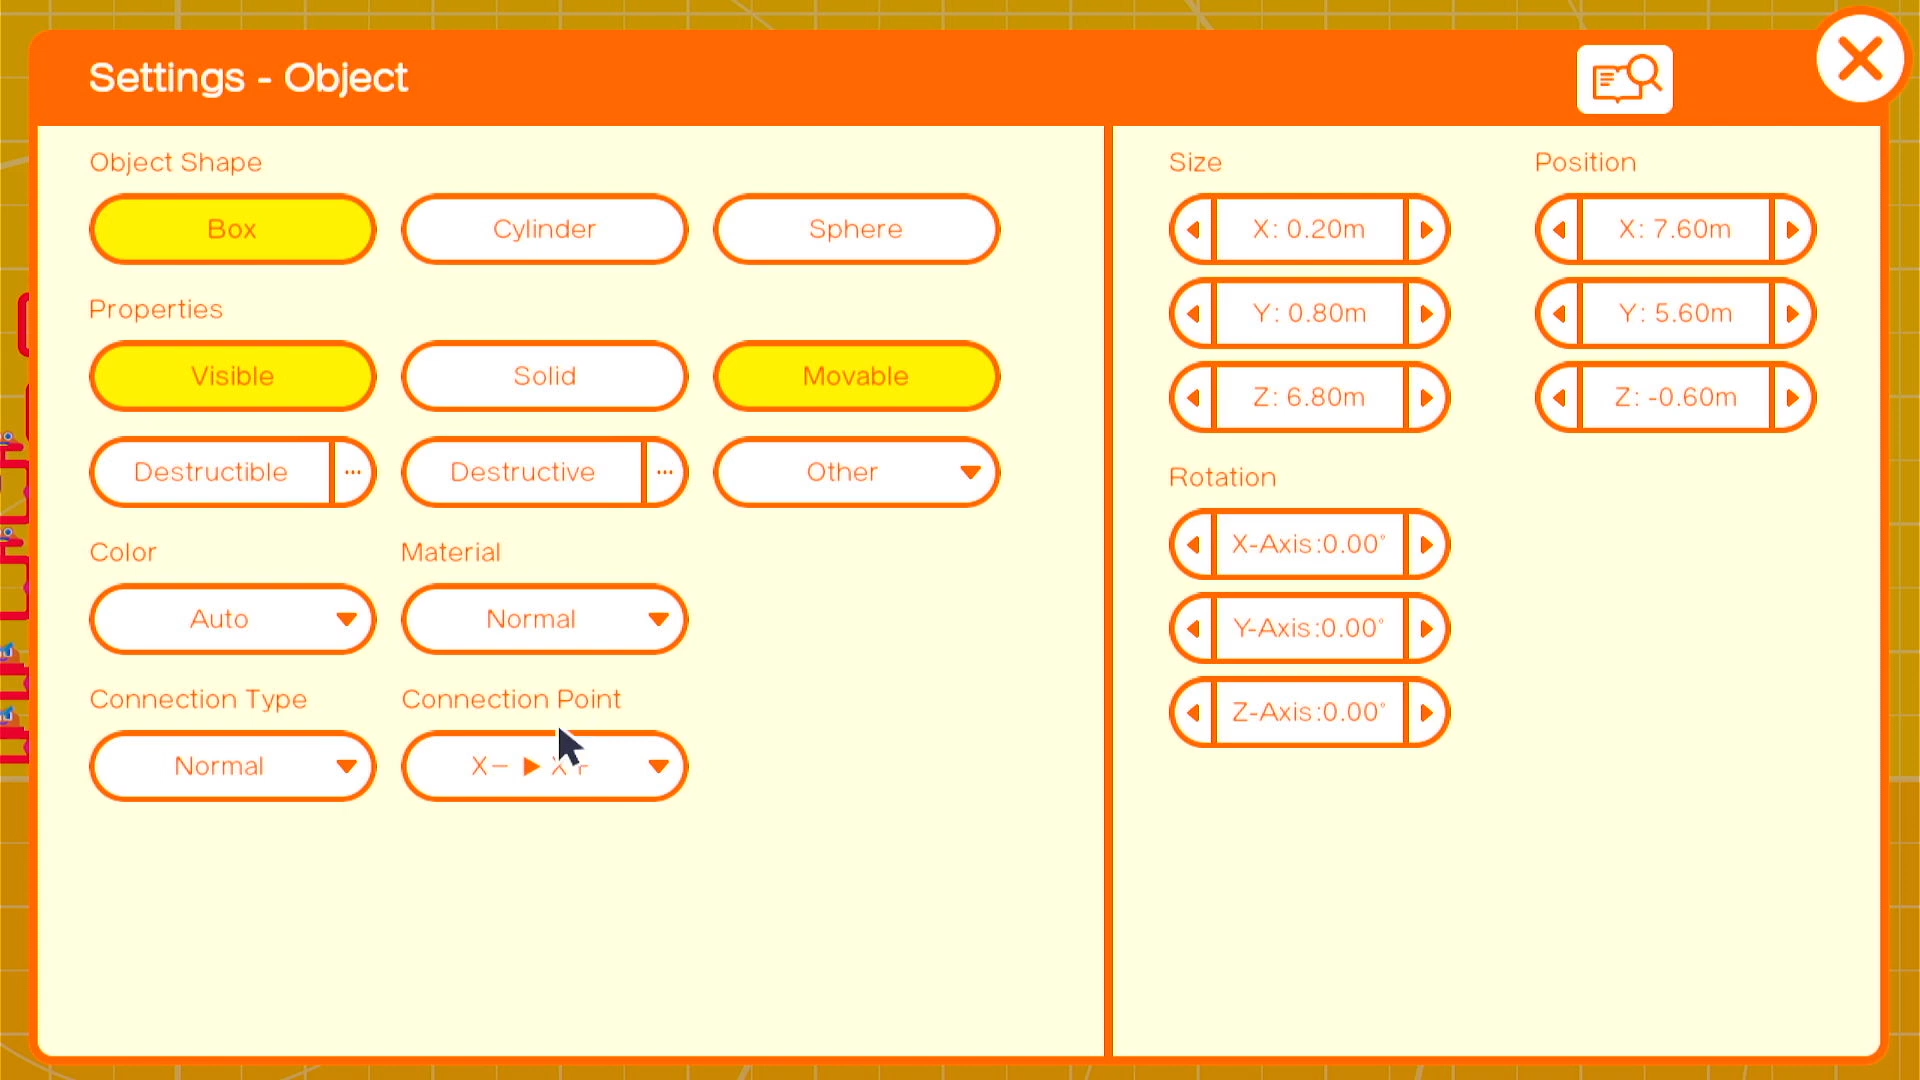 Settings - Object
Object Shape
Box
Cylinder
Sphere
Properties
Visible
Solid
Movable
Destructible
...
Destructive
...
Other
Color
Material
Auto
Normal
Connection Type
Connection Point
Normal
X− ▶
Size
X: 0.20m
Y: 0.80m
Z: 6.80m
Position
X: 7.60m
Y: 5.60m
Z: -0.60m
Rotation
X-Axis:0.00°
Y-Axis:0.00°
Z-Axis:0.00°